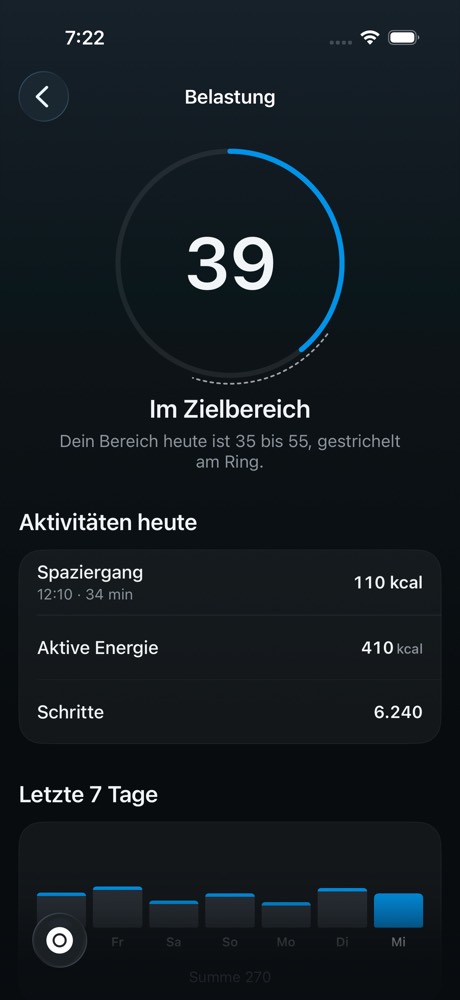 7:22
Belastung
39
Im Zielbereich
Dein Bereich heute ist 35 bis 55, gestrichelt
am Ring.
Aktivitäten heute
Spaziergang
110 kcal
12:10 · 34 min
Aktive Energie
410 kcal
Schritte
6.240
Letzte 7 Tage
Fr Sa So Mo Di Mi
Summe 270